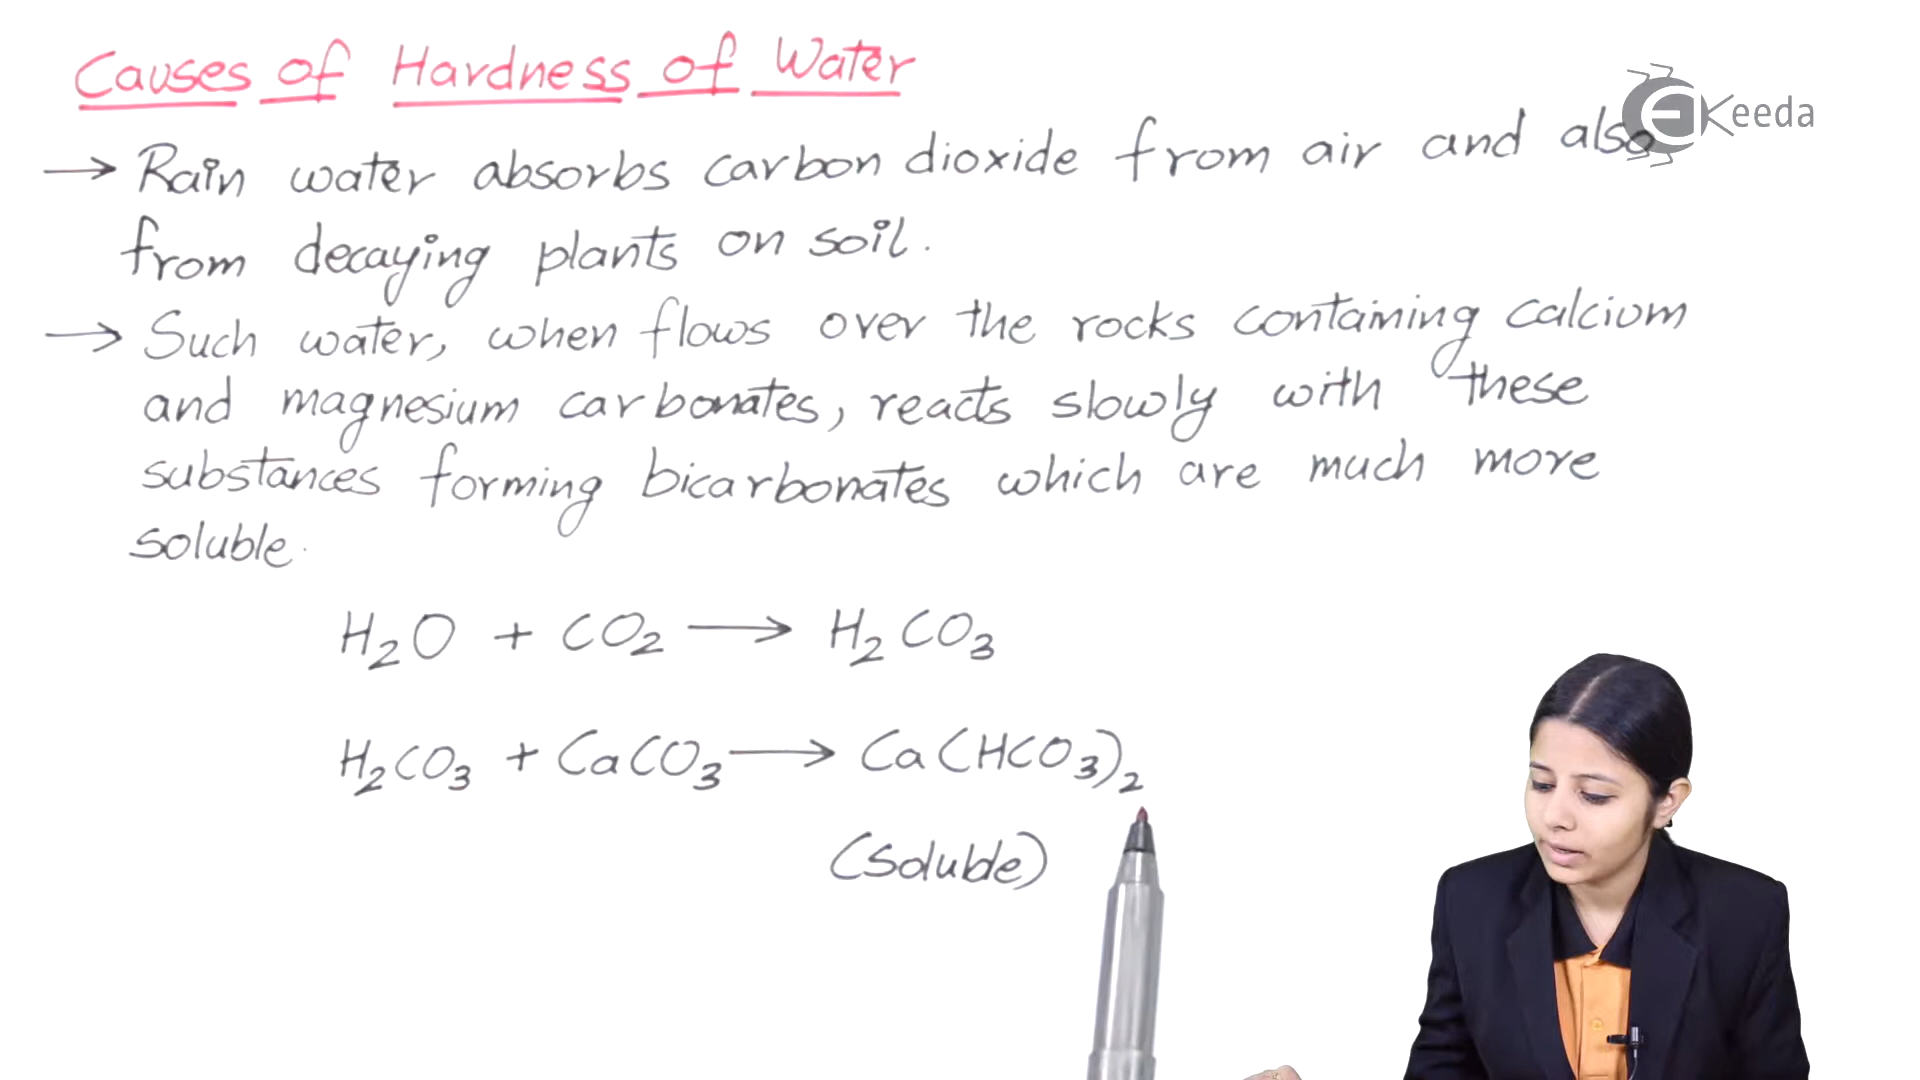 Causes of Hardness of Water
EKeeda
→ Rain water absorbs carbon dioxide from air and also
from decaying plants on soil.
→ Such water, when flows over the rocks containing calcium
and magnesium carbonates, reacts slowly with these
substances forming bicarbonates which are much more
soluble.
H₂O + CO₂ → H₂CO₃
H₂CO₃ + CaCO₃ → Ca(HCO₃)₂
(soluble)